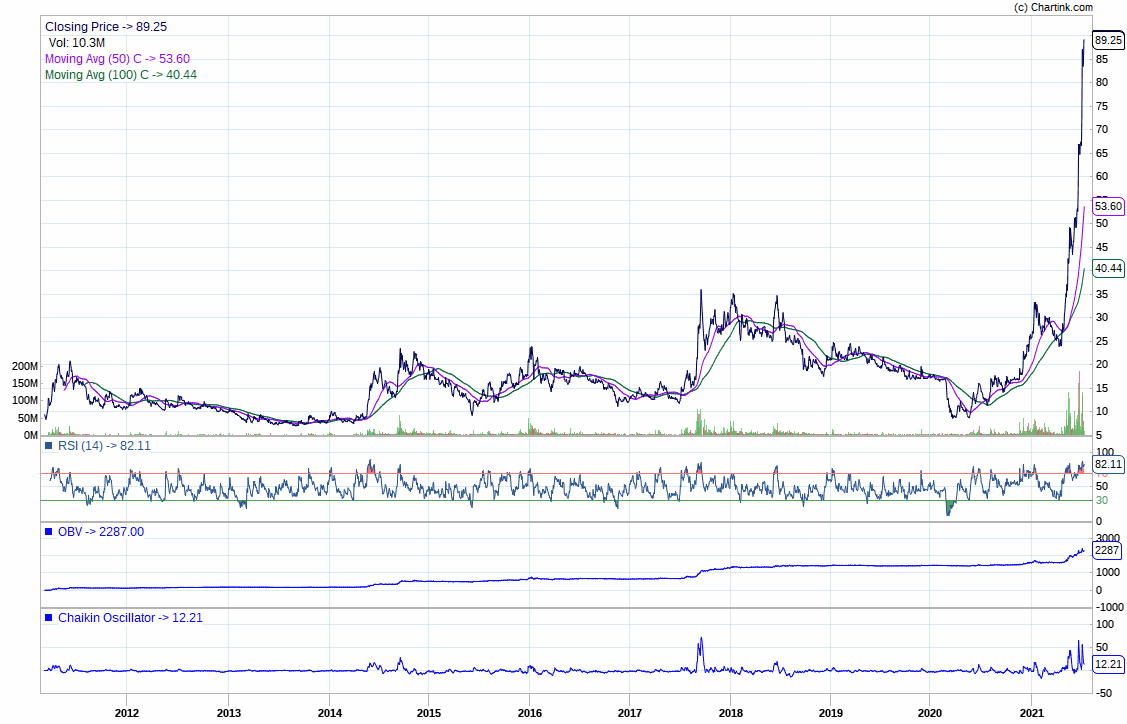 (c) Chartink.com
Closing Price -> 89.25
Vol: 10.3M
Moving Avg (50) C -> 53.60
Moving Avg (100) C -> 40.44
89.25
85
80
75
70
65
60
53.60
50
45
40.44
35
30
25
20
15
10
5
200M
150M
100M
50M
0M
RSI (14) -> 82.11
100
82.11
50
30
0
OBV -> 2287.00
3000
2287
1000
0
-1000
Chaikin Oscillator -> 12.21
100
50
12.21
-50
2012 2013 2014 2015 2016 2017 2018 2019 2020 2021